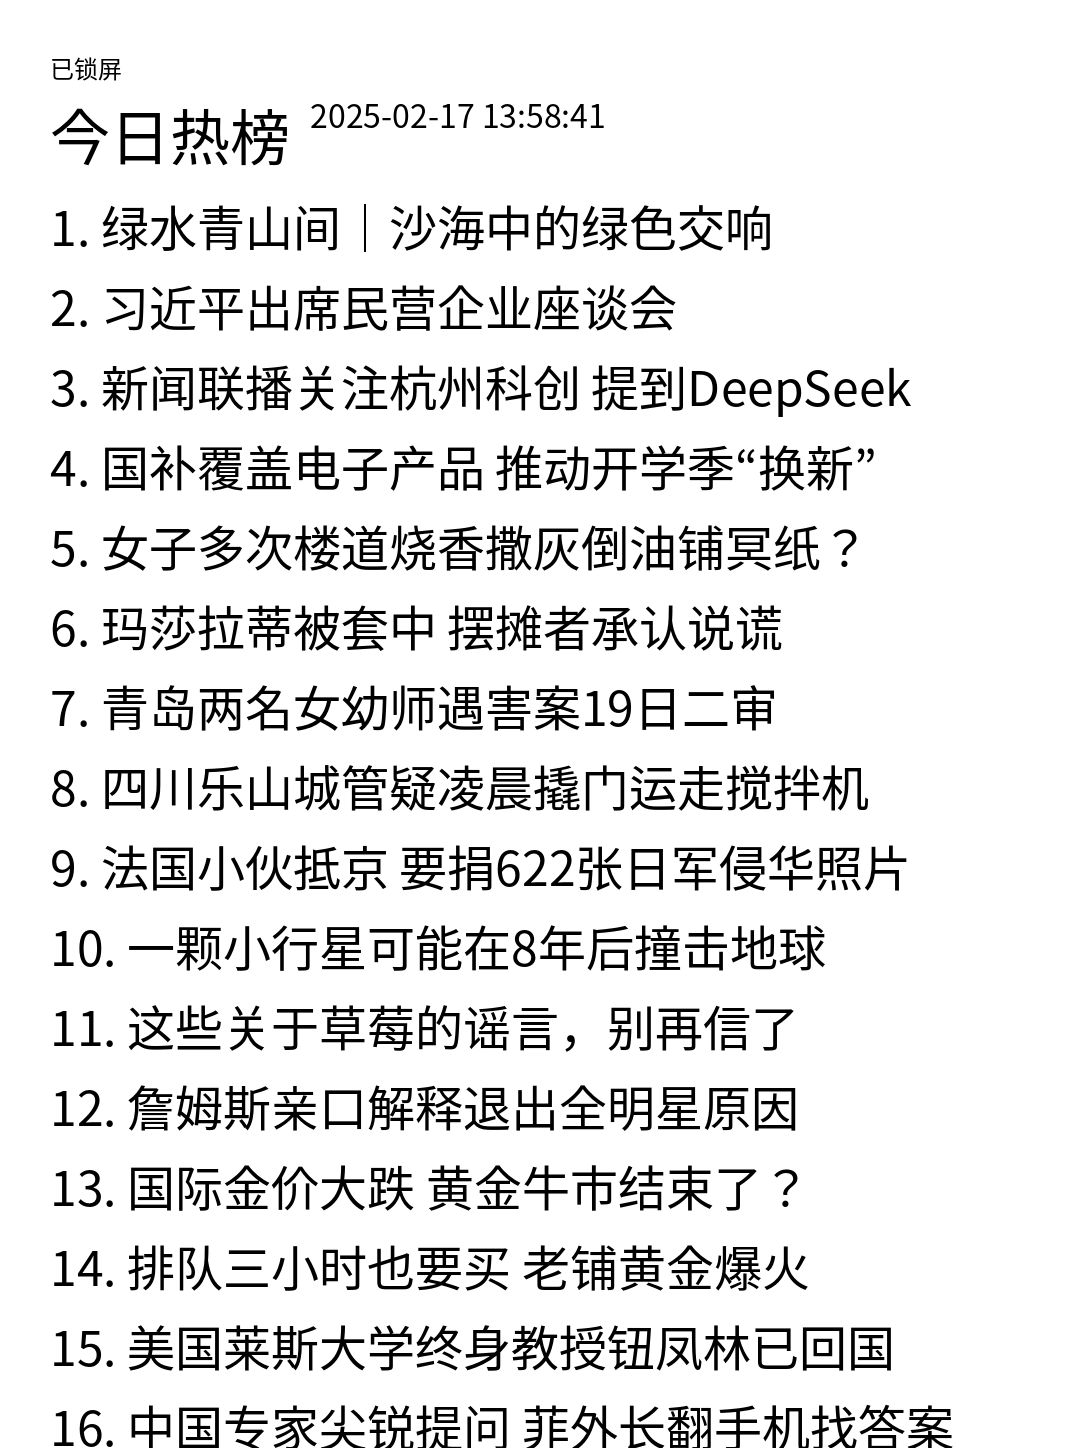 已锁屏
今日热榜 2025-02-17 13:58:41
1. 绿水青山间｜沙海中的绿色交响
2. 习近平出席民营企业座谈会
3. 新闻联播关注杭州科创 提到DeepSeek
4. 国补覆盖电子产品 推动开学季“换新”
5. 女子多次楼道烧香撒灰倒油铺冥纸？
6. 玛莎拉蒂被套中 摆摊者承认说谎
7. 青岛两名女幼师遇害案19日二审
8. 四川乐山城管疑凌晨撬门运走搅拌机
9. 法国小伙抵京 要捐622张日军侵华照片
10. 一颗小行星可能在8年后撞击地球
11. 这些关于草莓的谣言，别再信了
12. 詹姆斯亲口解释退出全明星原因
13. 国际金价大跌 黄金牛市结束了？
14. 排队三小时也要买 老铺黄金爆火
15. 美国莱斯大学终身教授钮凤林已回国
16. 中国专家尖锐提问 菲外长翻手机找答案